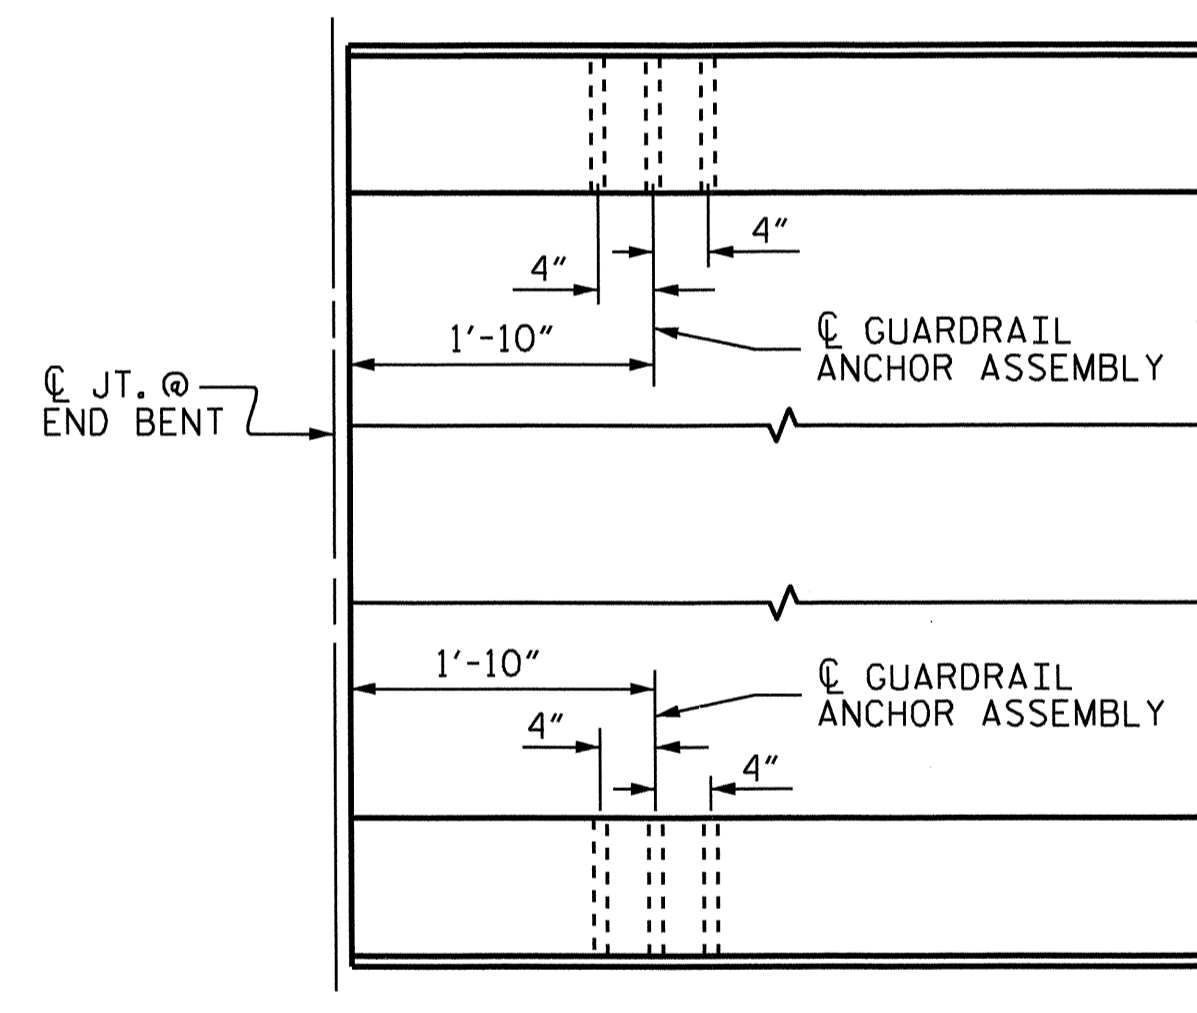 4″
4″
1′-10″
℄ GUARDRAIL
ANCHOR ASSEMBLY
℄ JT. @
END BENT
1′-10″
℄ GUARDRAIL
ANCHOR ASSEMBLY
4″
4″